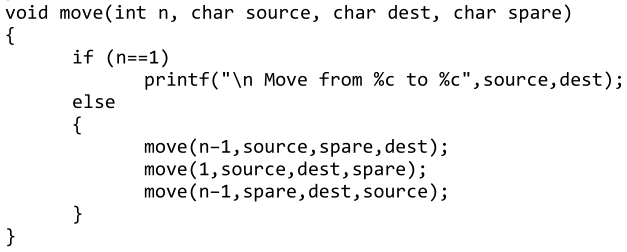 void move(int n, char source, char dest, char spare)
{
if (n==1)
printf("\n Move from %c to %c",source,dest);
else
{
move(n–1,source,spare,dest);
move(1,source,dest,spare);
move(n–1,spare,dest,source);
}
}